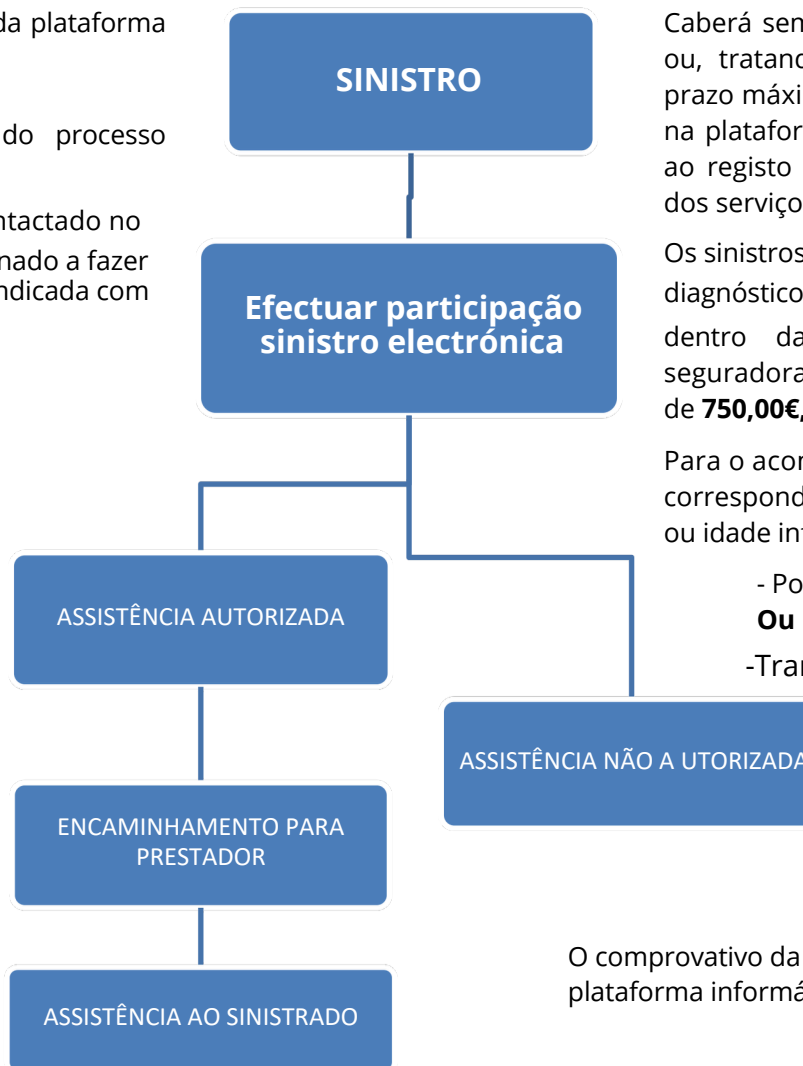 da plataforma
do processo
ntactado no
nado a fazer
ndicada com
SINISTRO
Efectuar participação
sinistro electrónica
ASSISTÊNCIA AUTORIZADA
ENCAMINHAMENTO PARA
PRESTADOR
ASSISTÊNCIA AO SINISTRADO
Caberá sem
ou, tratand
prazo máxi
na platafor
ao registo
dos serviço
Os sinistros
diagnóstico
dentro da
seguradora
de 750,00€,
Para o acor
correspond
ou idade inf
- Po
Ou
-Tran
ASSISTÊNCIA NÃO A UTORIZADA
O comprovativo da
plataforma informá